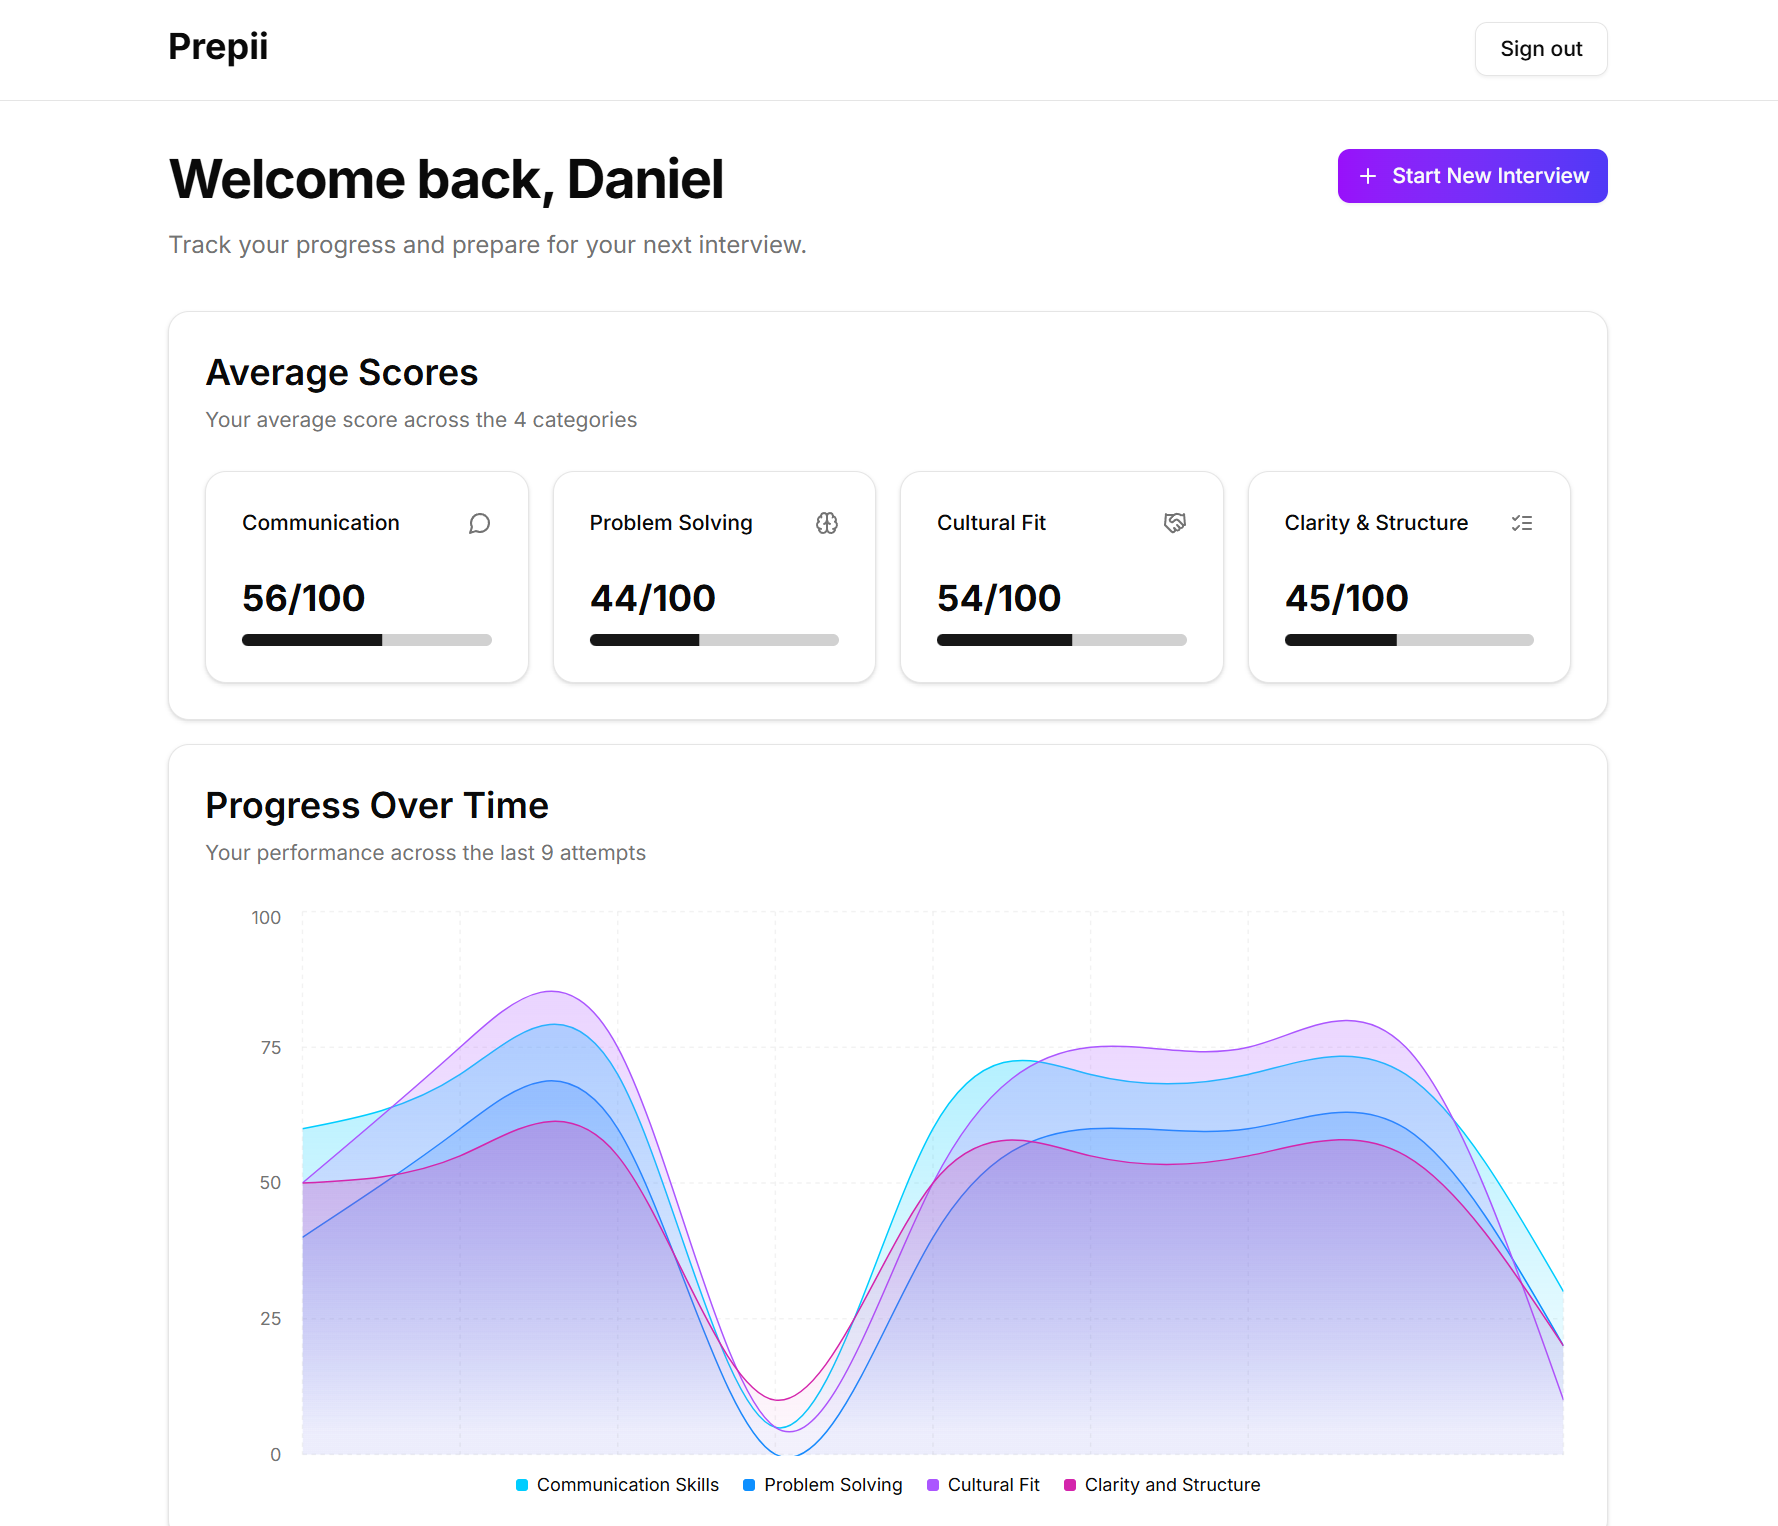 Prepii
Sign out
Welcome back, Daniel
+ Start New Interview
Track your progress and prepare for your next interview.
Average Scores
Your average score across the 4 categories
Communication
56/100
Problem Solving
44/100
Cultural Fit
54/100
Clarity & Structure
45/100
Progress Over Time
Your performance across the last 9 attempts
100
75
50
25
0
Communication Skills
Problem Solving
Cultural Fit
Clarity and Structure